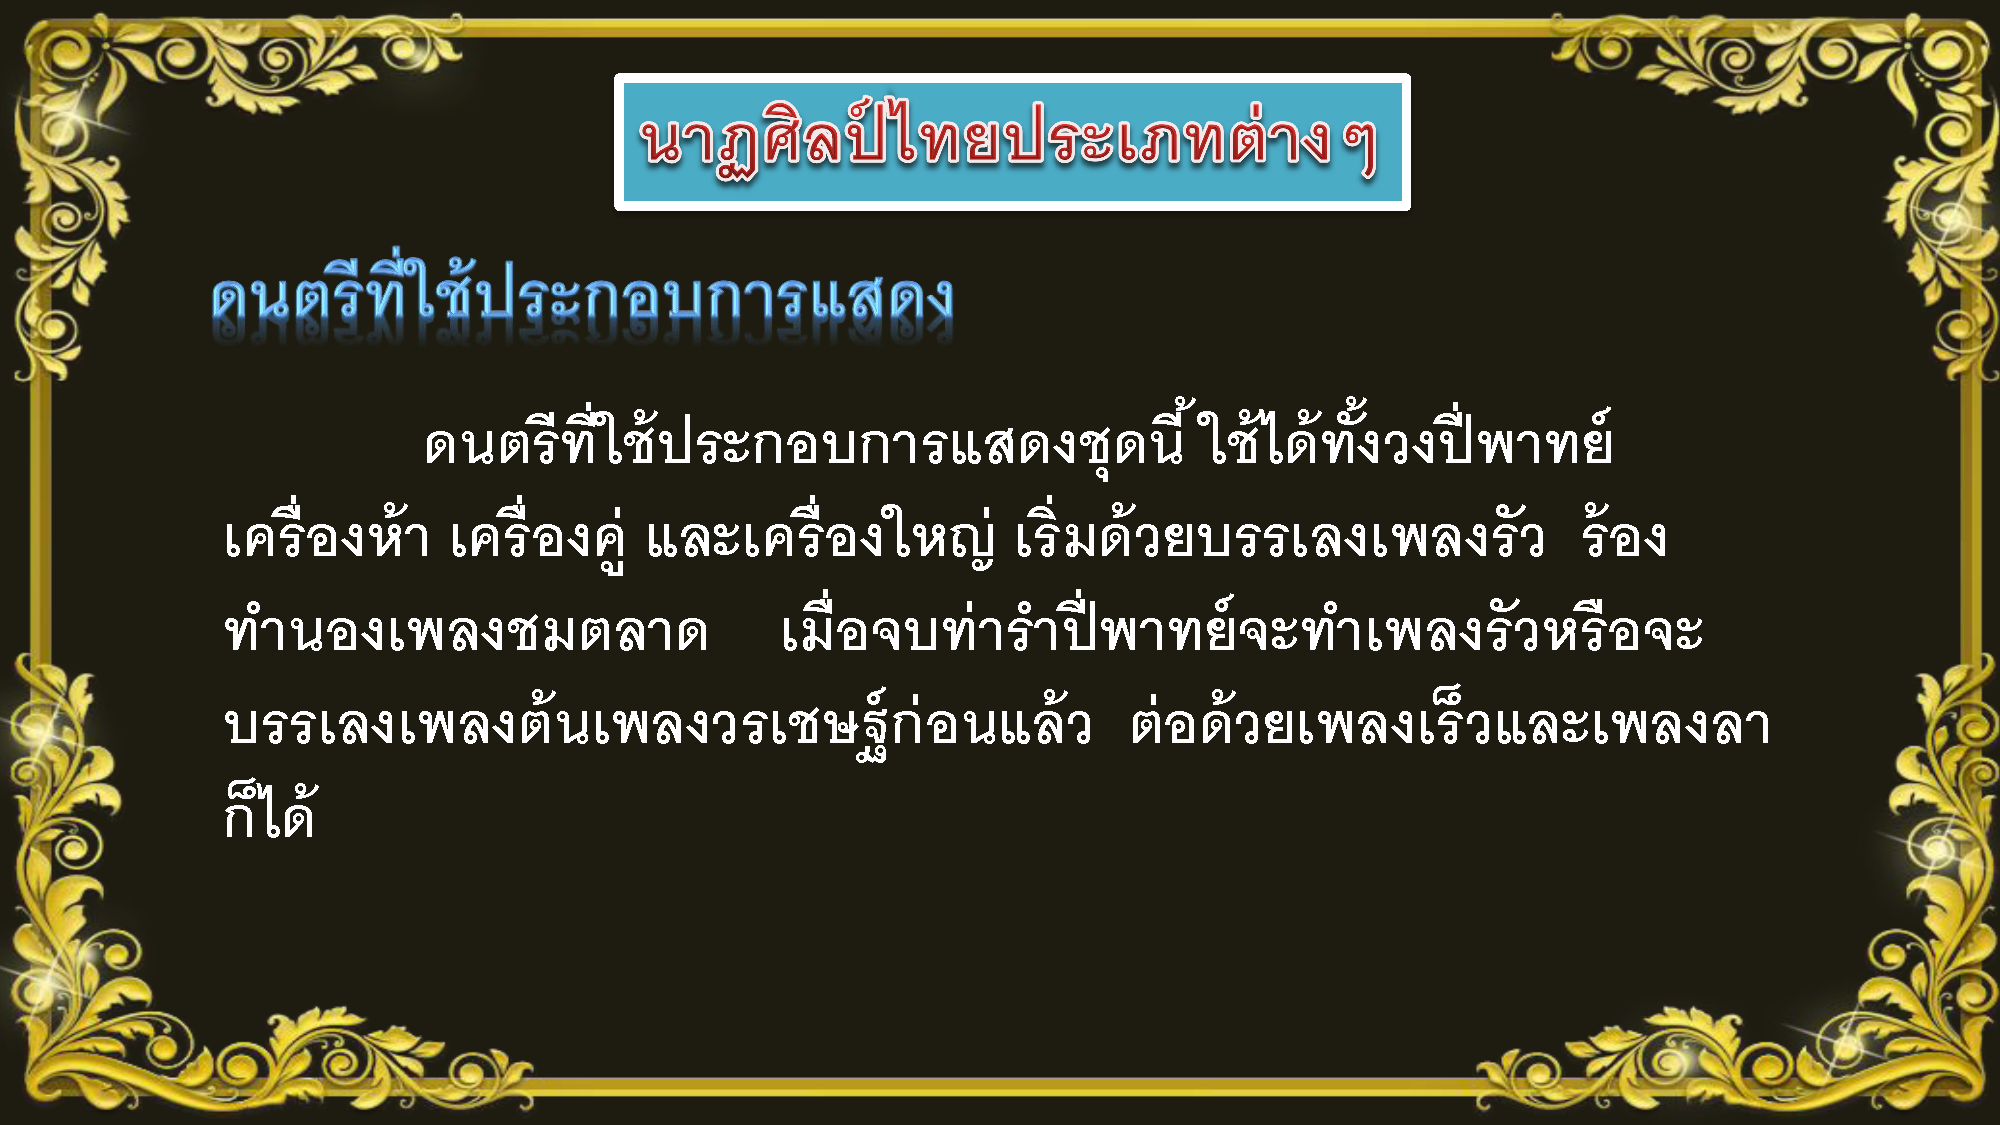 นาฏศิลป์ไทยประเภทต่างๆ
ดนตรีที่ใช้ประกอบการแสดง
ดนตรีที่ใช้ประกอบการแสดงชุดนี้ ใช้ได้ทั้งวงปี่พาทย์
เครื่องห้า เครื่องคู่ และเครื่องใหญ่ เริ่มด้วยบรรเลงเพลงรัว ร้อง
ทำนองเพลงชมตลาด เมื่อจบท่ารำปี่พาทย์จะทำเพลงรัวหรือจะ
บรรเลงเพลงต้นเพลงวรเชษฐ์ก่อนแล้ว ต่อด้วยเพลงเร็วและเพลงลา
ก็ได้